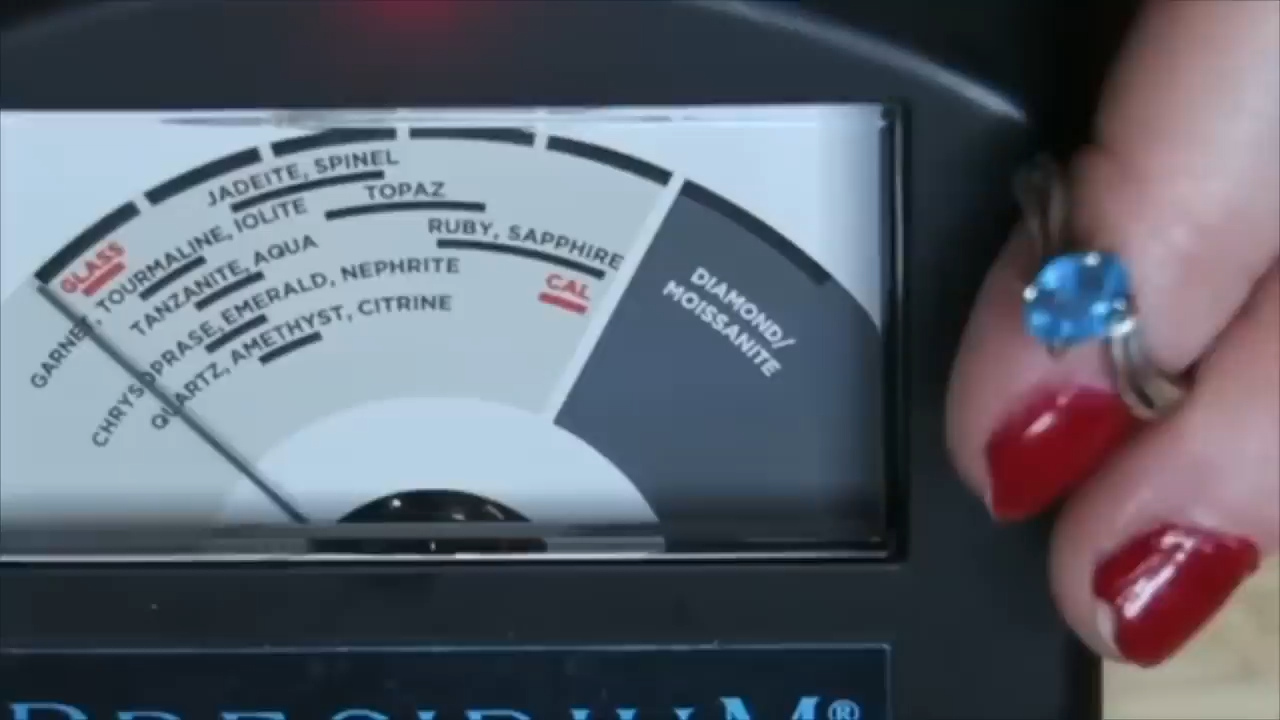 JADEITE, SPINEL
TOPAZ
GLASS
GARNET, TOURMALINE, IOLITE
RUBY, SAPPHIRE
TANZANITE, AQUA
CHRYSOPRASE, EMERALD, NEPHRITE
CAL
QUARTZ, AMETHYST, CITRINE
DIAMOND/
MOISSANITE
PRESIDIUM®